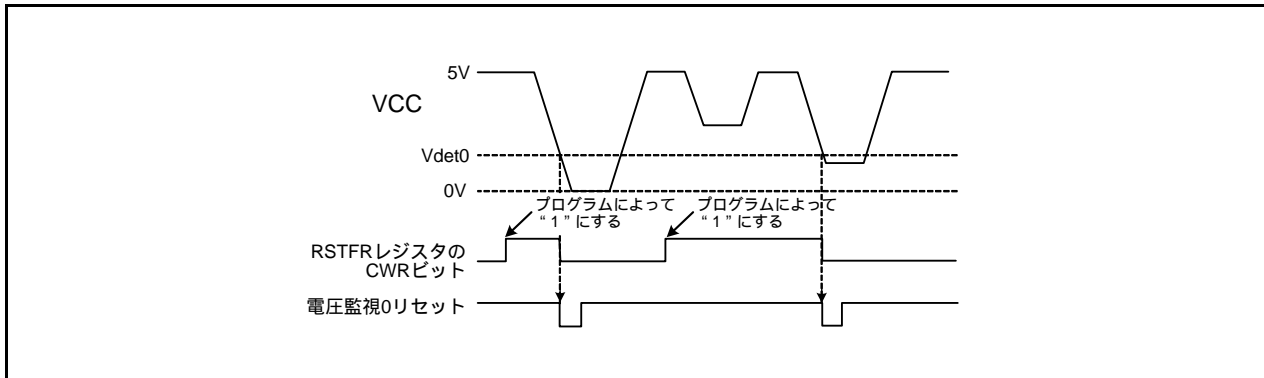 5V
VCC
Vdet0
0V
プログラムによって
“1”にする
プログラムによって
“1”にする
RSTFRレジスタの
CWRビット
電圧監視0リセット